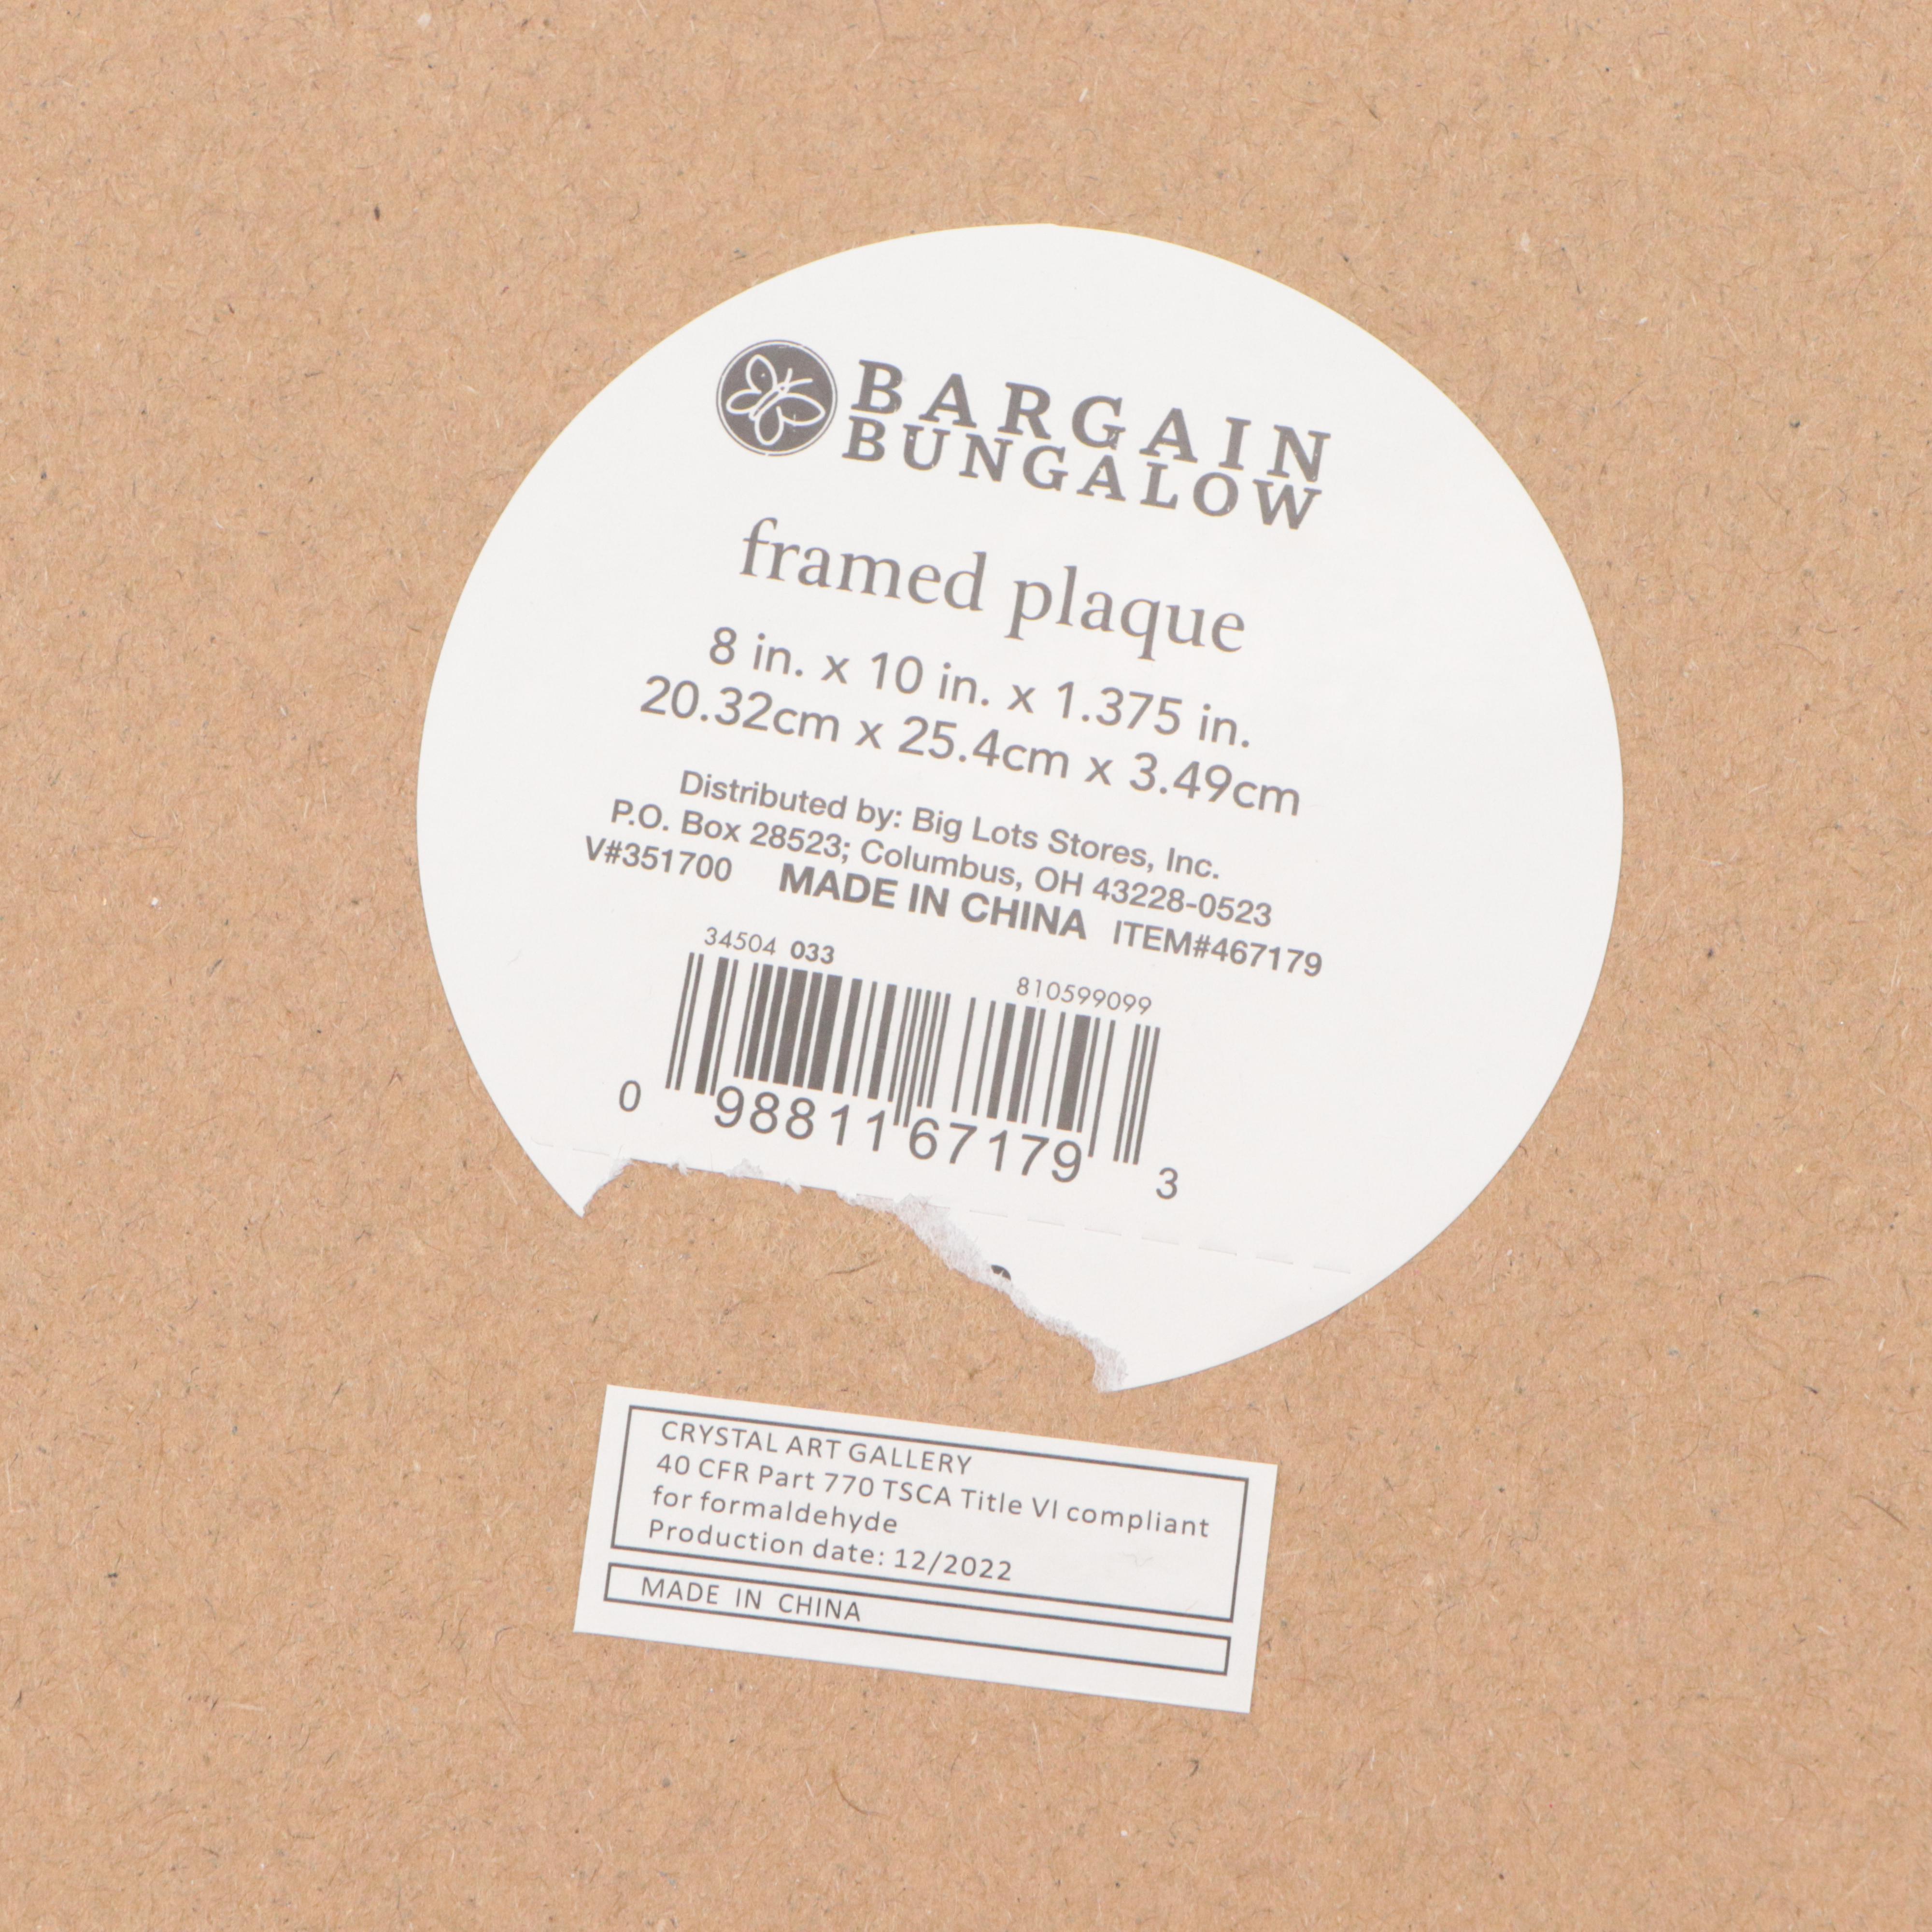 BARGAIN
BUNGALOW
framed plaque
8 in. x 10 in. x 1.375 in.
20.32cm x 25.4cm x 3.49cm
Distributed by: Big Lots Stores, Inc.
P.O. Box 28523; Columbus, OH 43228-0523
V#351700 MADE IN CHINA ITEM#467179
34504 033 810599099
0 98811 67179 3
CRYSTAL ART GALLERY
40 CFR Part 770 TSCA Title VI compliant
for formaldehyde
Production date: 12/2022
MADE IN CHINA